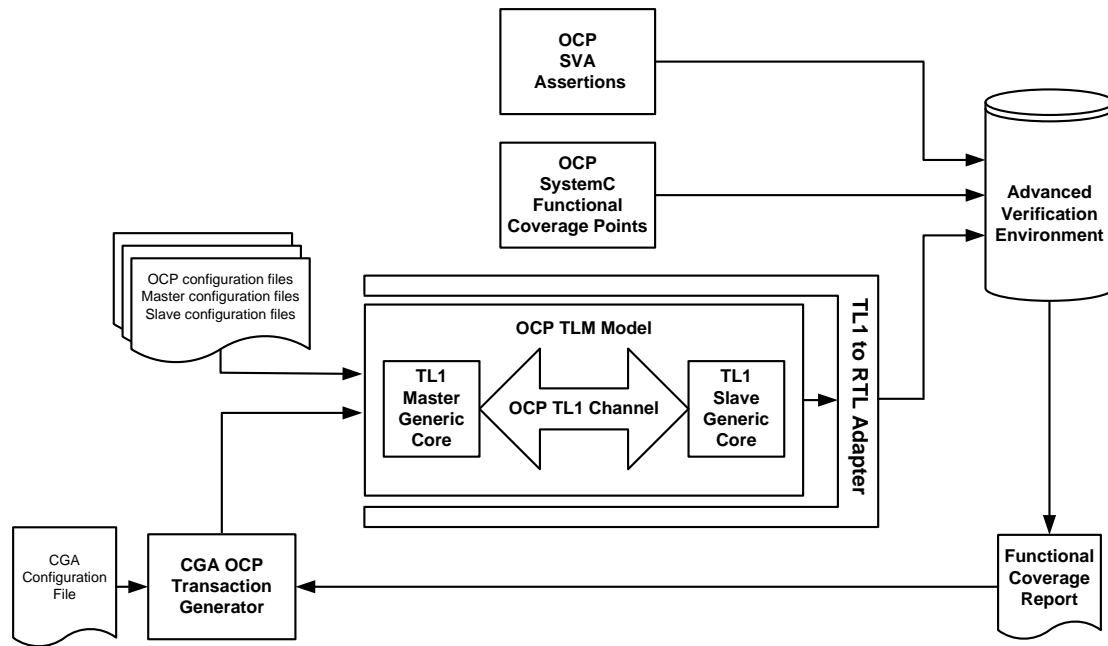 OCP
SVA
Assertions
OCP
SystemC
Functional
Coverage Points
Advanced
Verification
Environment
OCP configuration files
Master configuration files
Slave configuration files
OCP TLM Model
TL1
Master
Generic
Core
OCP TL1 Channel
TL1
Slave
Generic
Core
TL1 to RTL Adapter
CGA
Configuration
File
CGA OCP
Transaction
Generator
Functional
Coverage
Report